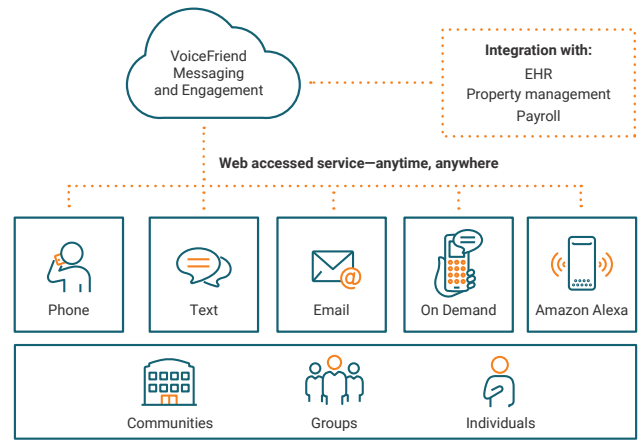 VoiceFriend
Messaging
and Engagement
Integration with:
EHR
Property management
Payroll
Web accessed service—anytime, anywhere
Phone
Text
Email
@
On Demand
Amazon Alexa
Communities
Groups
Individuals